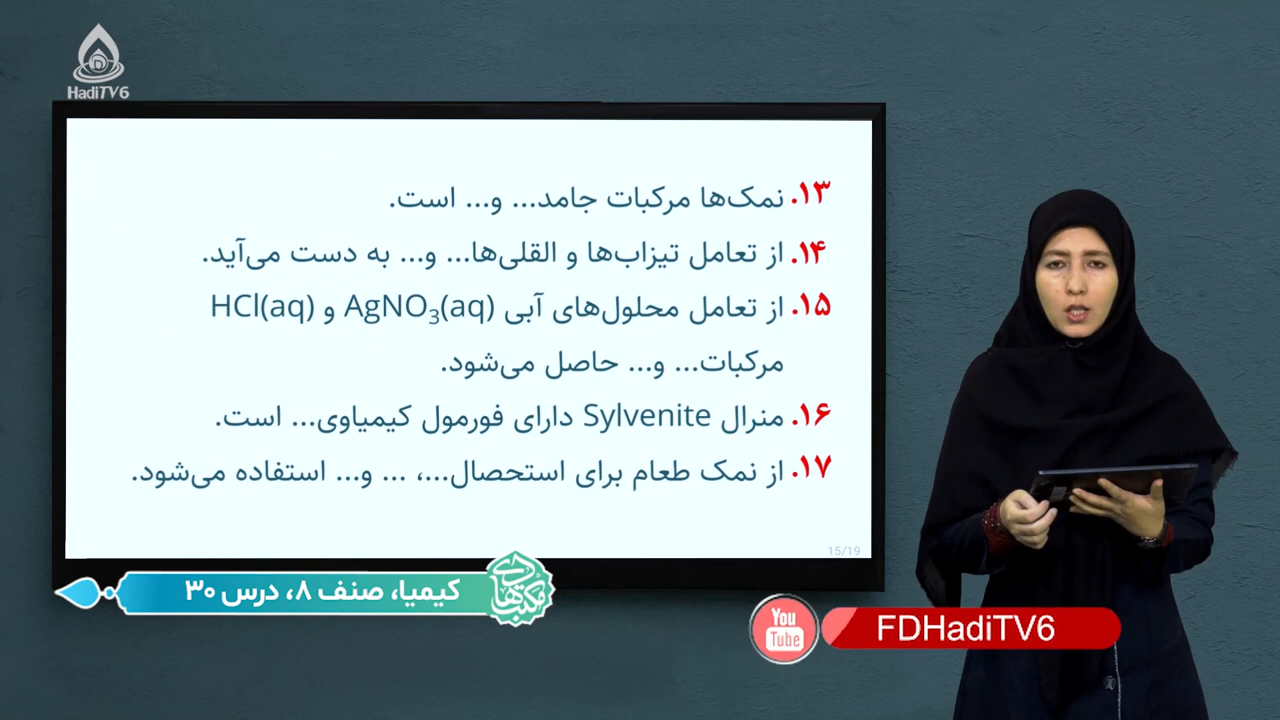 HadiTV6
۱۳. نمک‌ها مرکبات جامد... و... است.
۱۴. از تعامل تیزاب‌ها و القلی‌ها... و... به دست می‌آید.
۱۵. از تعامل محلول‌های آبی AgNO₃(aq) و HCl(aq)
مرکبات... و... حاصل می‌شود.
۱۶. منرال Sylvenite دارای فورمول کیمیاوی... است.
۱۷. از نمک طعام برای استحصال...، ... و... استفاده می‌شود.
15/19
مکتب هادی
کیمیا، صنف ۸، درس ۳۰
You
Tube
FDHadiTV6